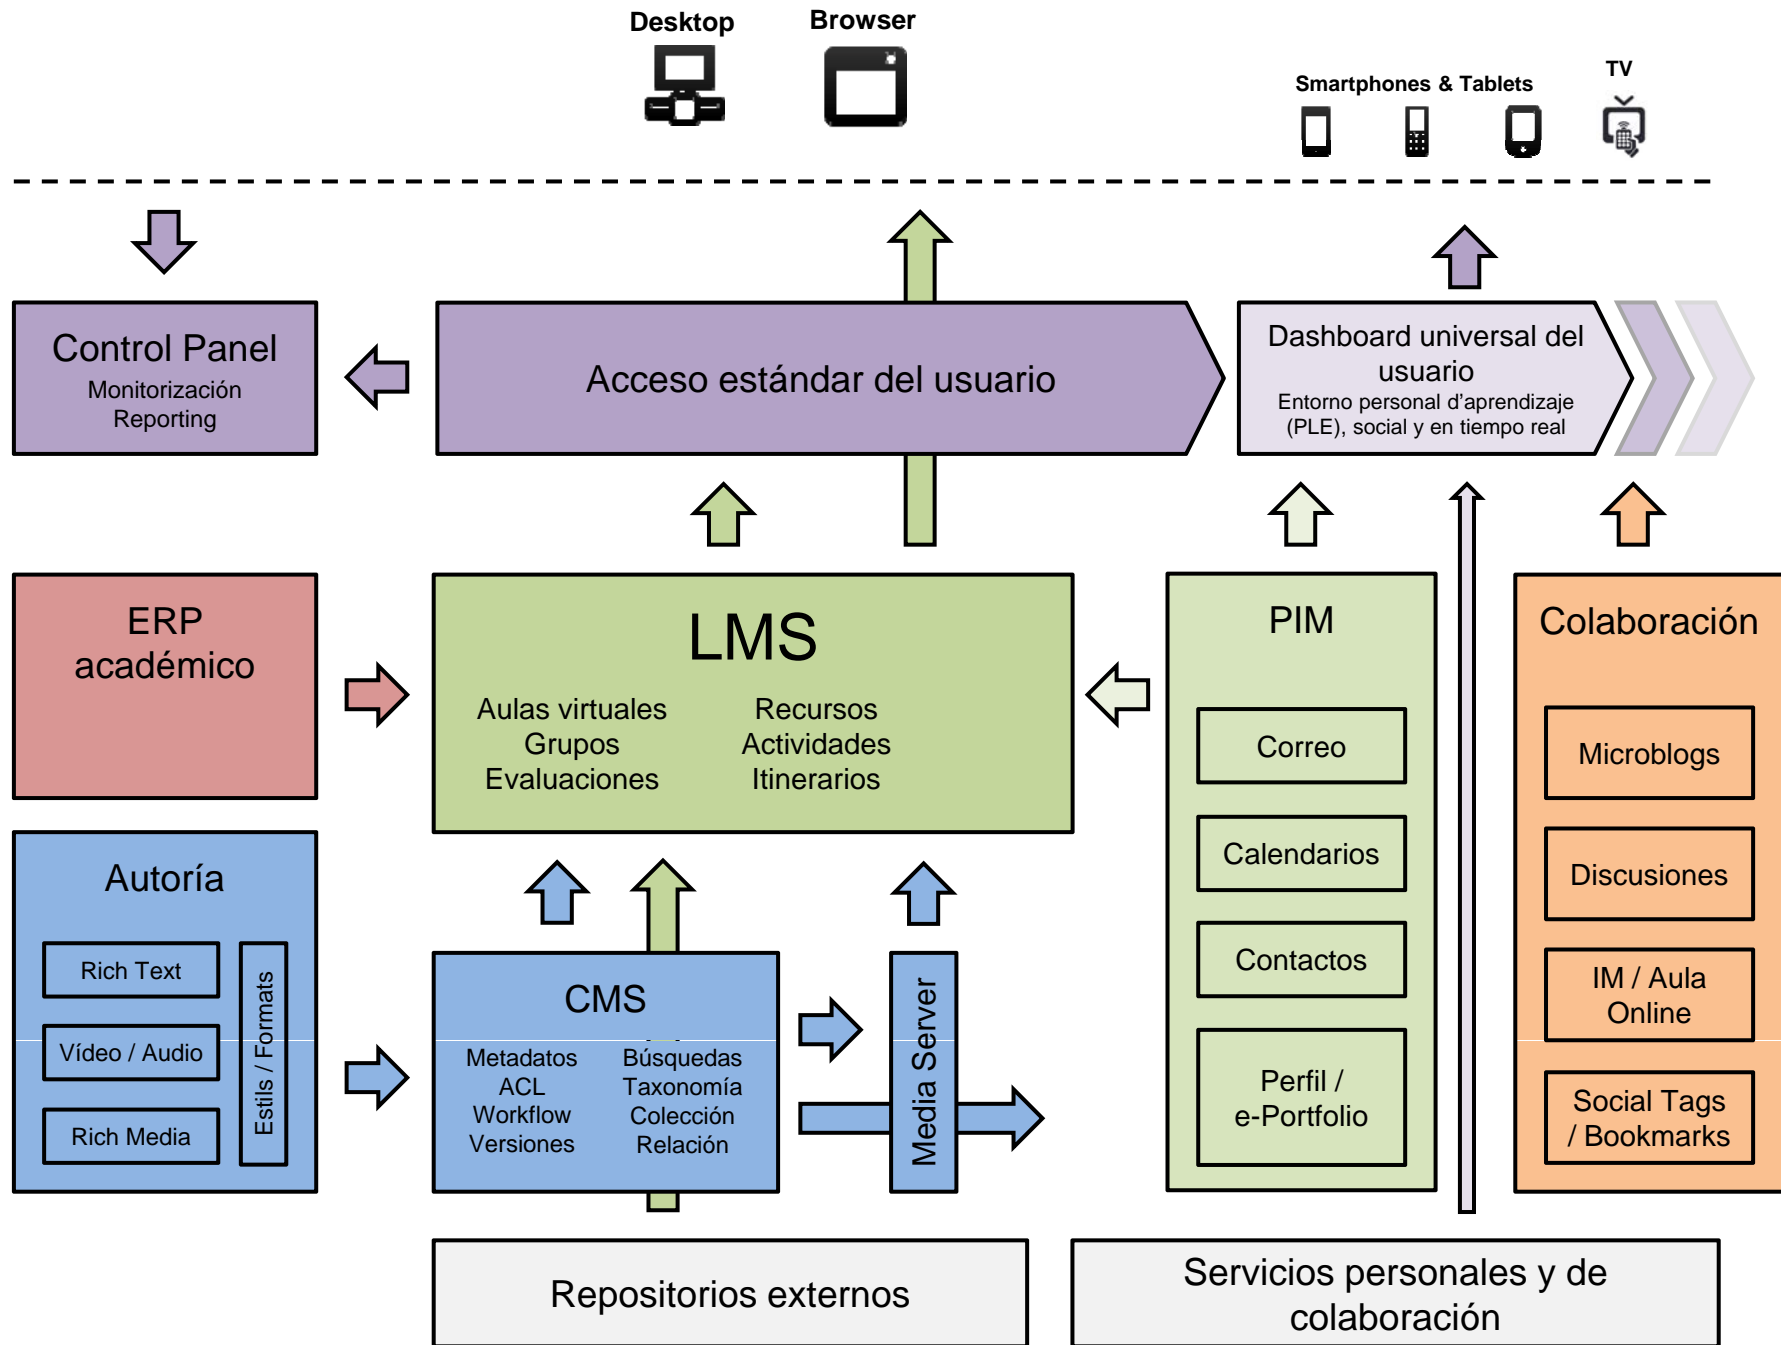 Desktop
Browser
Smartphones & Tablets
TV
Control Panel
Monitorización
Reporting
Acceso estándar del usuario
Dashboard universal del
usuario
Entorno personal d’aprendizaje
(PLE), social y en tiempo real
ERP
académico
LMS
Aulas virtuales
Grupos
Evaluaciones
Recursos
Actividades
Itinerarios
PIM
Correo
Calendarios
Contactos
Perfil /
e-Portfolio
Colaboración
Microblogs
Discusiones
IM / Aula
Online
Social Tags
/ Bookmarks
Autoría
Rich Text
Vídeo / Audio
Rich Media
Estils / Formats
CMS
Metadatos
ACL
Workflow
Versiones
Búsquedas
Taxonomía
Colección
Relación
Media Server
Repositorios externos
Servicios personales y de
colaboración